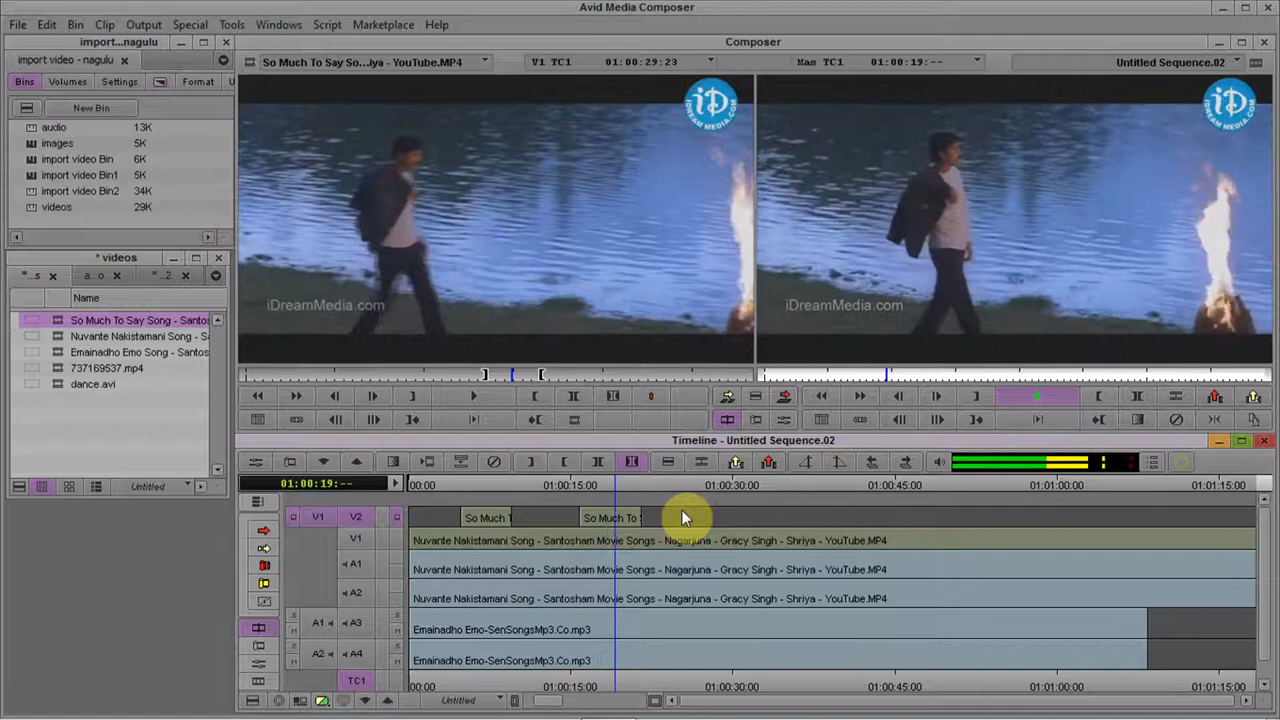 Avid Media Composer
File Edit Bin Clip Output Special Tools Windows Script Marketplace Help
import...nagulu
Composer
import video - nagulu
So Much To Say So...iya - YouTube.MP4 V1 TC1 01:00:29:23 Mas TC1 01:00:19:-- Untitled Sequence.02
Bins Volumes Settings Format U
New Bin
audio 13K
images 5K
import video Bin 6K
import video Bin1 5K
import video Bin2 34K
videos 29K
iD
IDREAM MEDIA.COM
iDreamMedia.com
iD
IDREAM MEDIA.COM
iDreamMedia.com
* videos
*...s a...o *...2
Name
So Much To Say Song - Santos
Nuvante Nakistamani Song - S
Emainadho Emo Song - Santos
737169537.mp4
dance.avi
Untitled
Timeline - Untitled Sequence.02
01:00:19:-- :00:00 01:00:15:00 01:00:30:00 01:00:45:00 01:01:00:00 01:01:15:00
V1 V2 So Much T So Much To S
V1 Nuvante Nakistamani Song - Santosham Movie Songs - Nagarjuna - Gracy Singh - Shriya - YouTube.MP4
A1 Nuvante Nakistamani Song - Santosham Movie Songs - Nagarjuna - Gracy Singh - Shriya - YouTube.MP4
A2 Nuvante Nakistamani Song - Santosham Movie Songs - Nagarjuna - Gracy Singh - Shriya - YouTube.MP4
S M A1 A3 S M Emainadho Emo-SenSongsMp3.Co.mp3
S M A2 A4 S M Emainadho Emo-SenSongsMp3.Co.mp3
TC1 :00:00 01:00:15:00 01:00:30:00 01:00:45:00 01:01:00:00 01:01:15:00
Untitled